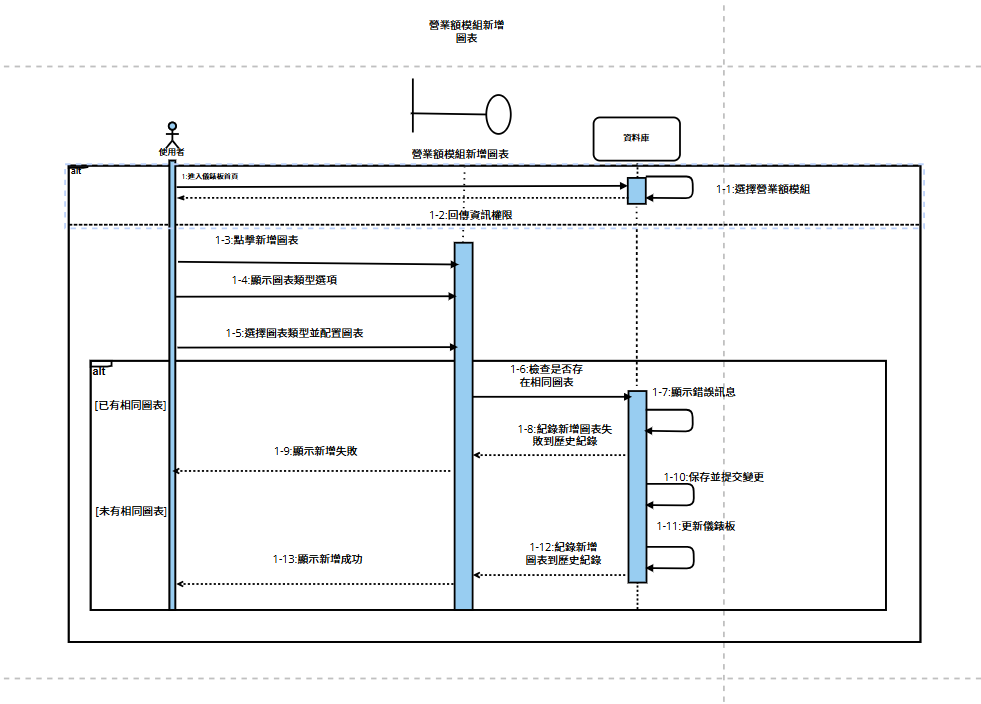 營業額模組新增
圖表
使用者
營業額模組新增圖表
資料庫
alt
1:進入儀錶板首頁
1-1:選擇營業額模組
1-2:回傳資訊權限
1-3:點擊新增圖表
1-4:顯示圖表類型選項
1-5:選擇圖表類型並配置圖表
alt
1-6:檢查是否存
在相同圖表
[已有相同圖表]
1-7:顯示錯誤訊息
1-8:紀錄新增圖表失
敗到歷史紀錄
1-9:顯示新增失敗
1-10:保存並提交變更
[未有相同圖表]
1-11:更新儀錶板
1-12:紀錄新增
圖表到歷史紀錄
1-13:顯示新增成功